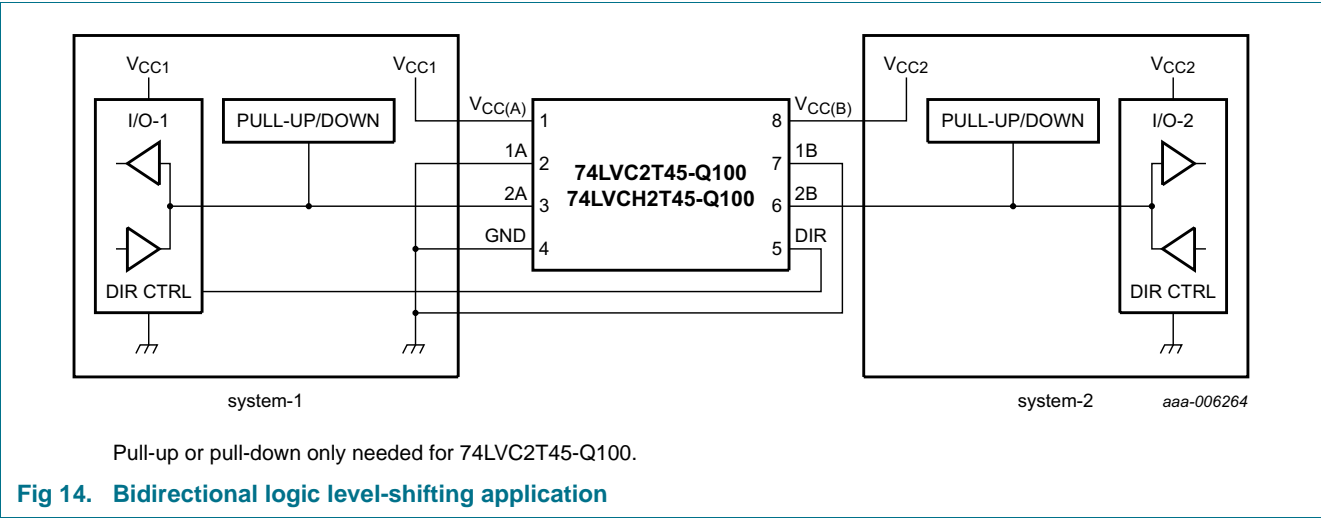 VCC1
VCC1
VCC2
VCC2
VCC(A)
VCC(B)
I/O-1
PULL-UP/DOWN
1
8
PULL-UP/DOWN
I/O-2
1A
2
74LVC2T45-Q100
7
1B
2A
3
74LVCH2T45-Q100
6
2B
GND
4
5
DIR
DIR CTRL
DIR CTRL
system-1
system-2
aaa-006264
Pull-up or pull-down only needed for 74LVC2T45-Q100.
Fig 14. Bidirectional logic level-shifting application